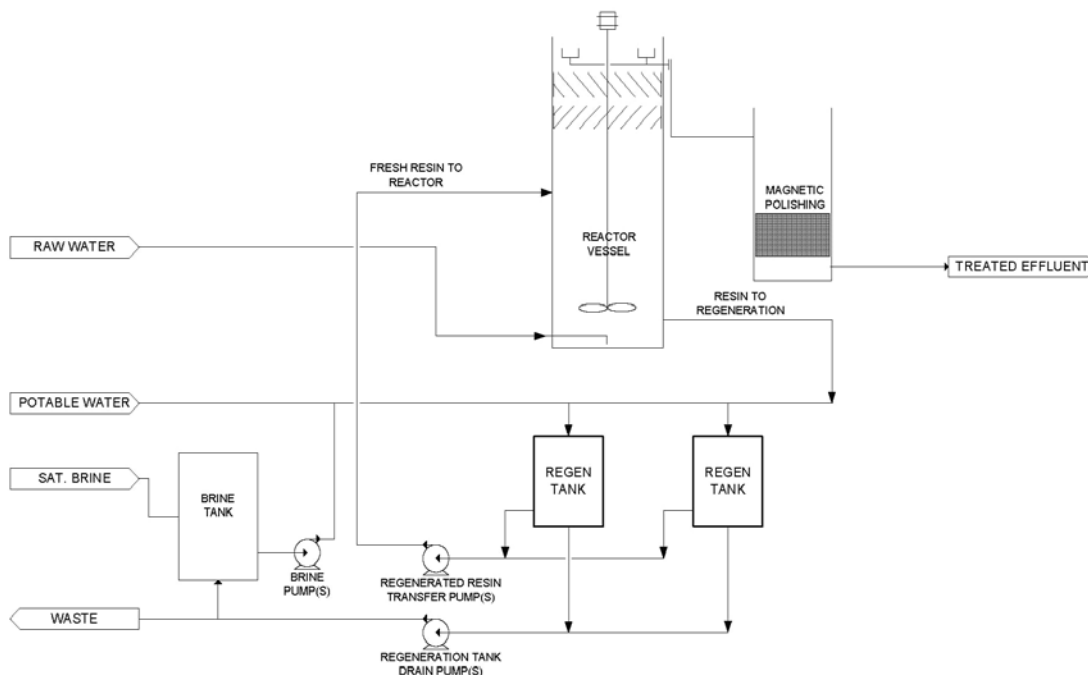 FRESH RESIN TO
REACTOR
MAGNETIC
POLISHING
RAW WATER
REACTOR
VESSEL
TREATED EFFLUENT
RESIN TO
REGENERATION
POTABLE WATER
SAT. BRINE
BRINE
TANK
REGEN
TANK
REGEN
TANK
BRINE
PUMP(S)
REGENERATED RESIN
TRANSFER PUMP(S)
WASTE
REGENERATION TANK
DRAIN PUMP(S)